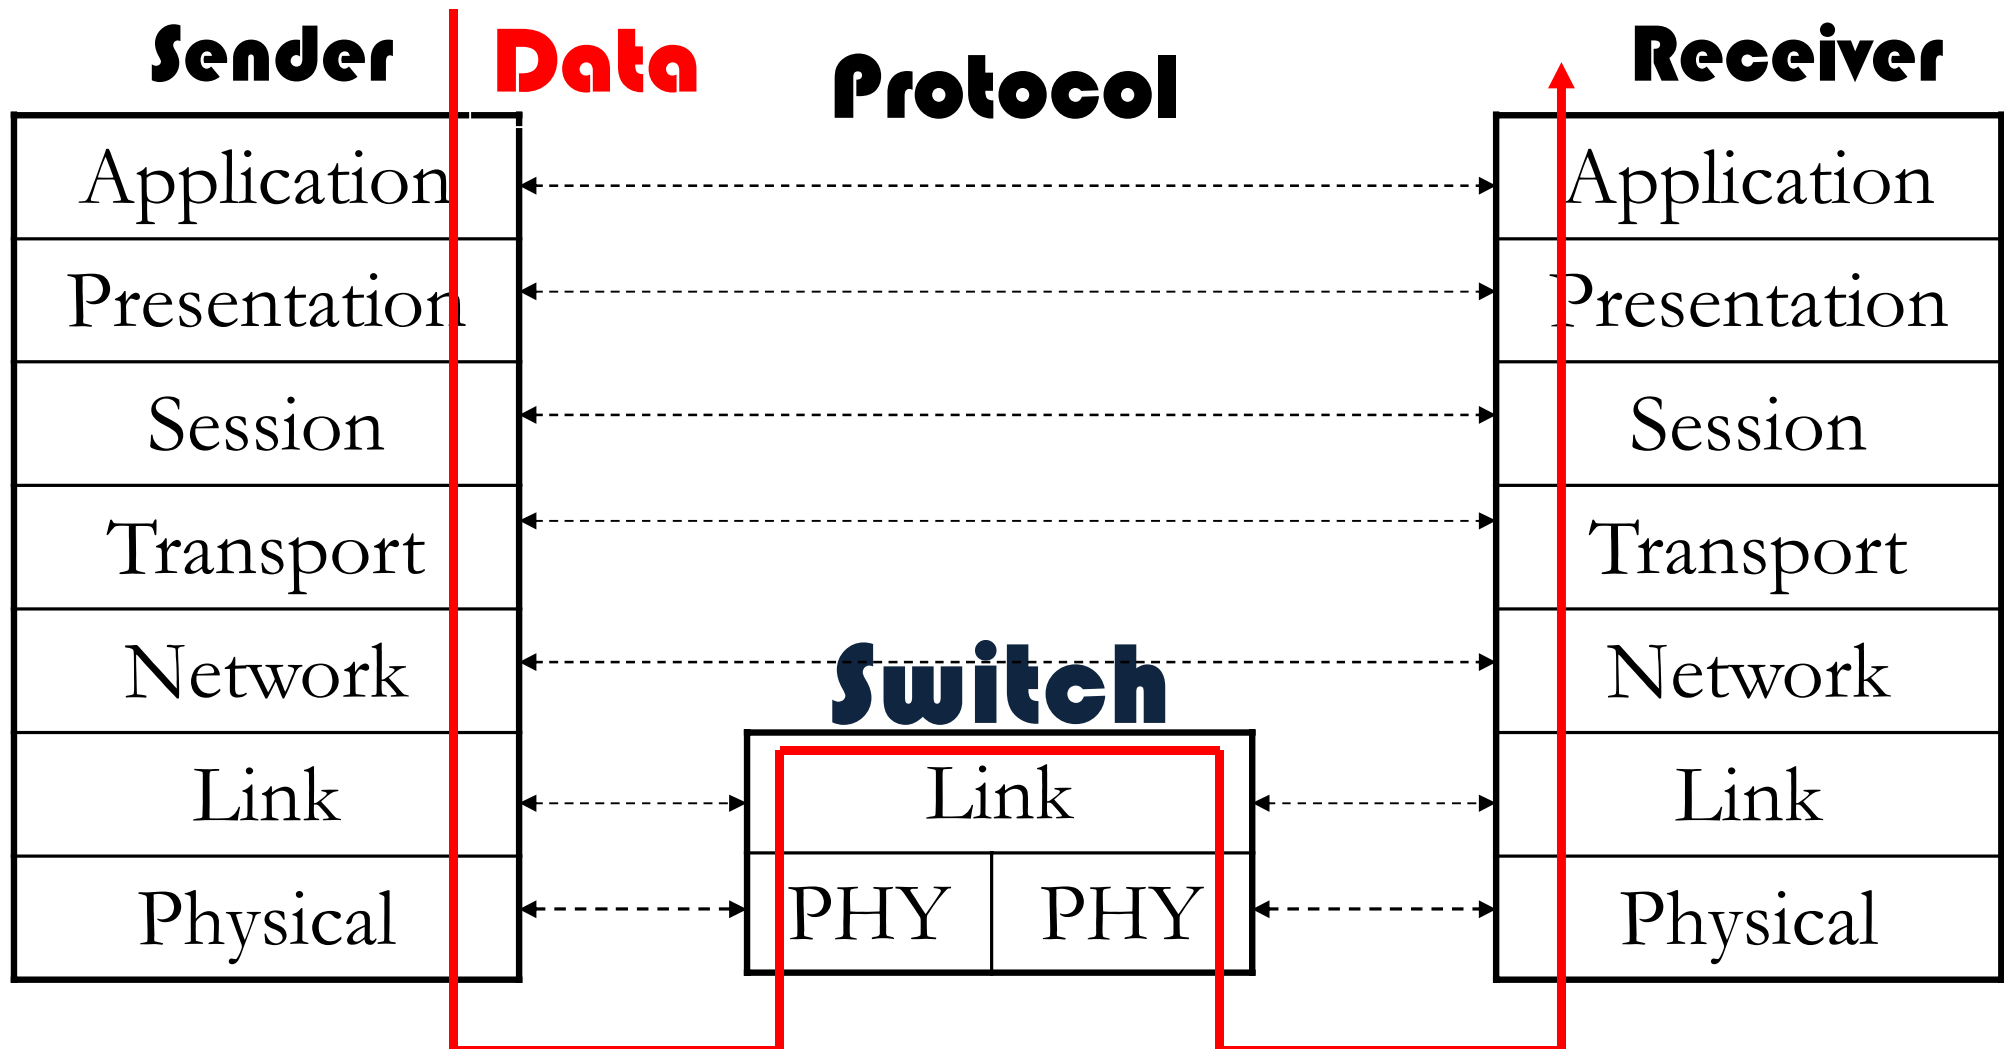 Sender
Data
Protocol
Receiver
Application
Application
Presentation
Presentation
Session
Session
Transport
Transport
Network
Switch
Network
Link
Link
Link
Physical
PHY
PHY
Physical